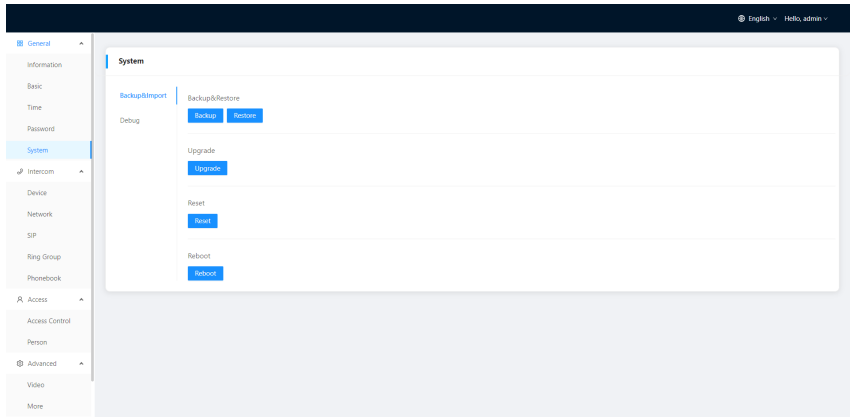 English
Hello, admin
General
Information
Basic
Time
Password
System
Intercom
Device
Network
SIP
Ring Group
Phonebook
Access
Access Control
Person
Advanced
Video
More
System
Backup&Import
Debug
Backup&Restore
Backup Restore
Upgrade
Upgrade
Reset
Reset
Reboot
Reboot